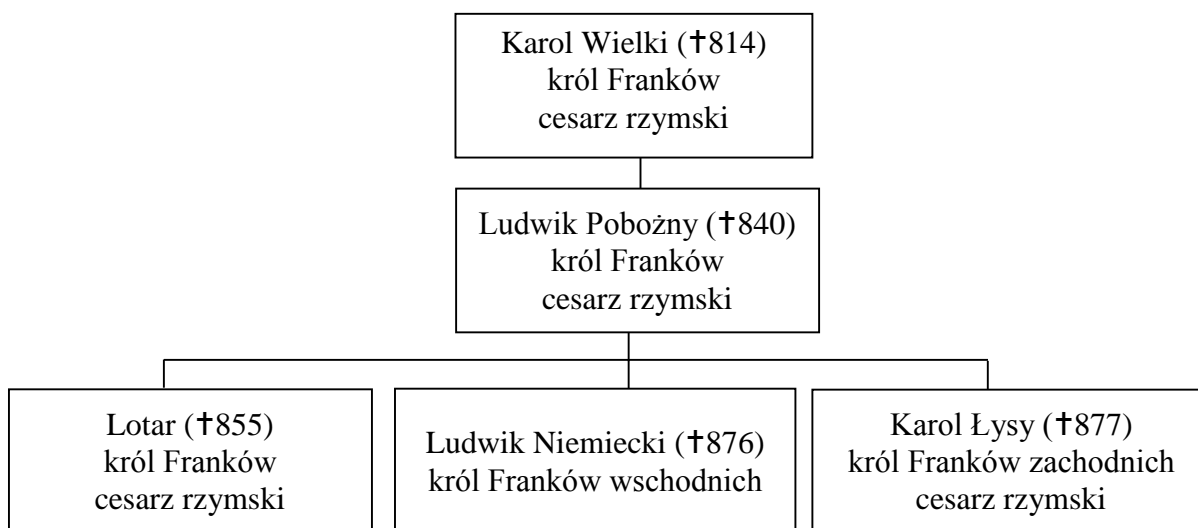 Karol Wielki (✝814)
król Franków
cesarz rzymski
Ludwik Pobożny (✝840)
król Franków
cesarz rzymski
Lotar (✝855)
król Franków
cesarz rzymski
Ludwik Niemiecki (✝876)
król Franków wschodnich
Karol Łysy (✝877)
król Franków zachodnich
cesarz rzymski